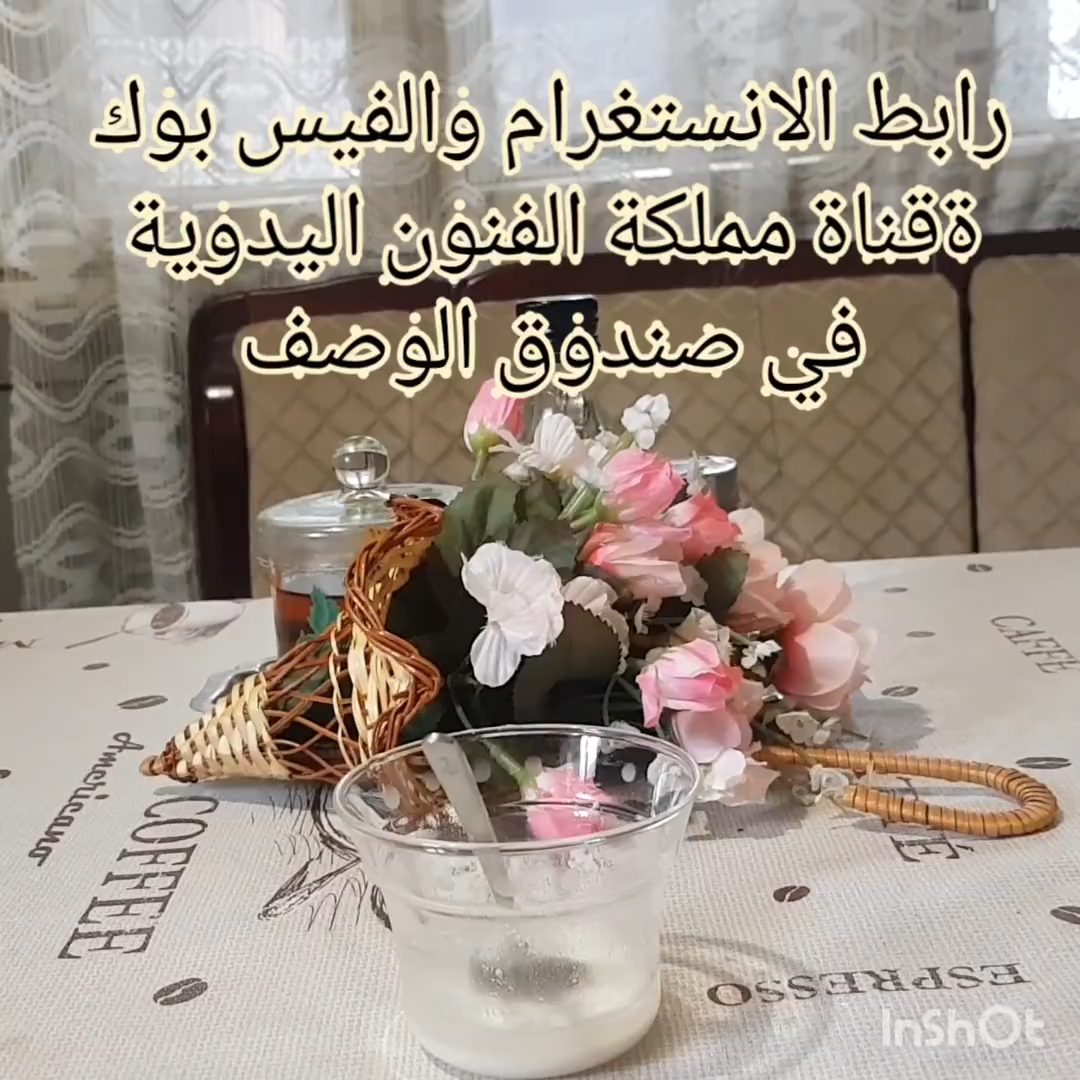 رابط الانستغرام والفيس بوك
ةقناة مملكة الفنون اليدوية
في صندوق الوصف
CAFFE
Americano
COFFEE
ESPRESSO
InShOt